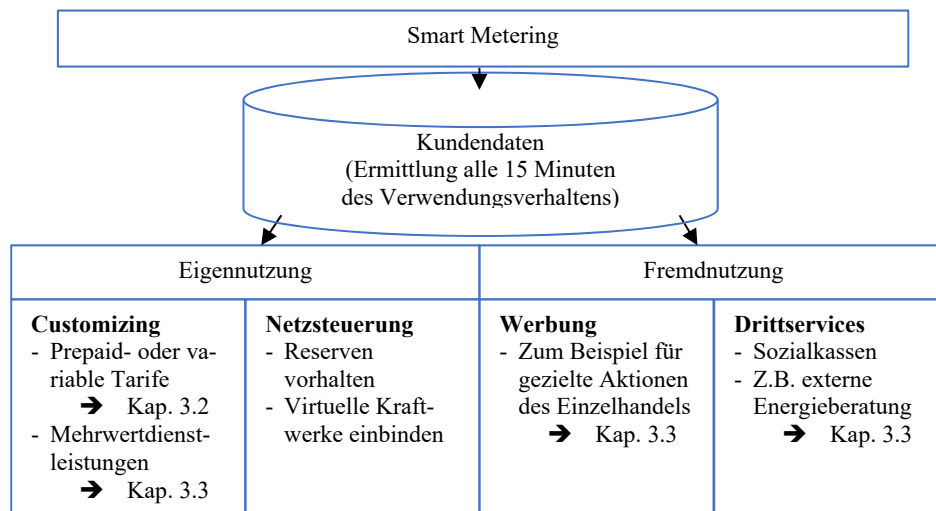 Smart Metering
Kundendaten
(Ermittlung alle 15 Minuten
des Verwendungsverhaltens)
Eigennutzung
Fremdnutzung
Customizing
- Prepaid- oder va-
riable Tarife
➔ Kap. 3.2
- Mehrwertdienst-
leistungen
➔ Kap. 3.3
Netzsteuerung
- Reserven
vorhalten
- Virtuelle Kraft-
werke einbinden
Werbung
- Zum Beispiel für
gezielte Aktionen
des Einzelhandels
➔ Kap. 3.3
Drittservices
- Sozialkassen
- Z.B. externe
Energieberatung
➔ Kap. 3.3